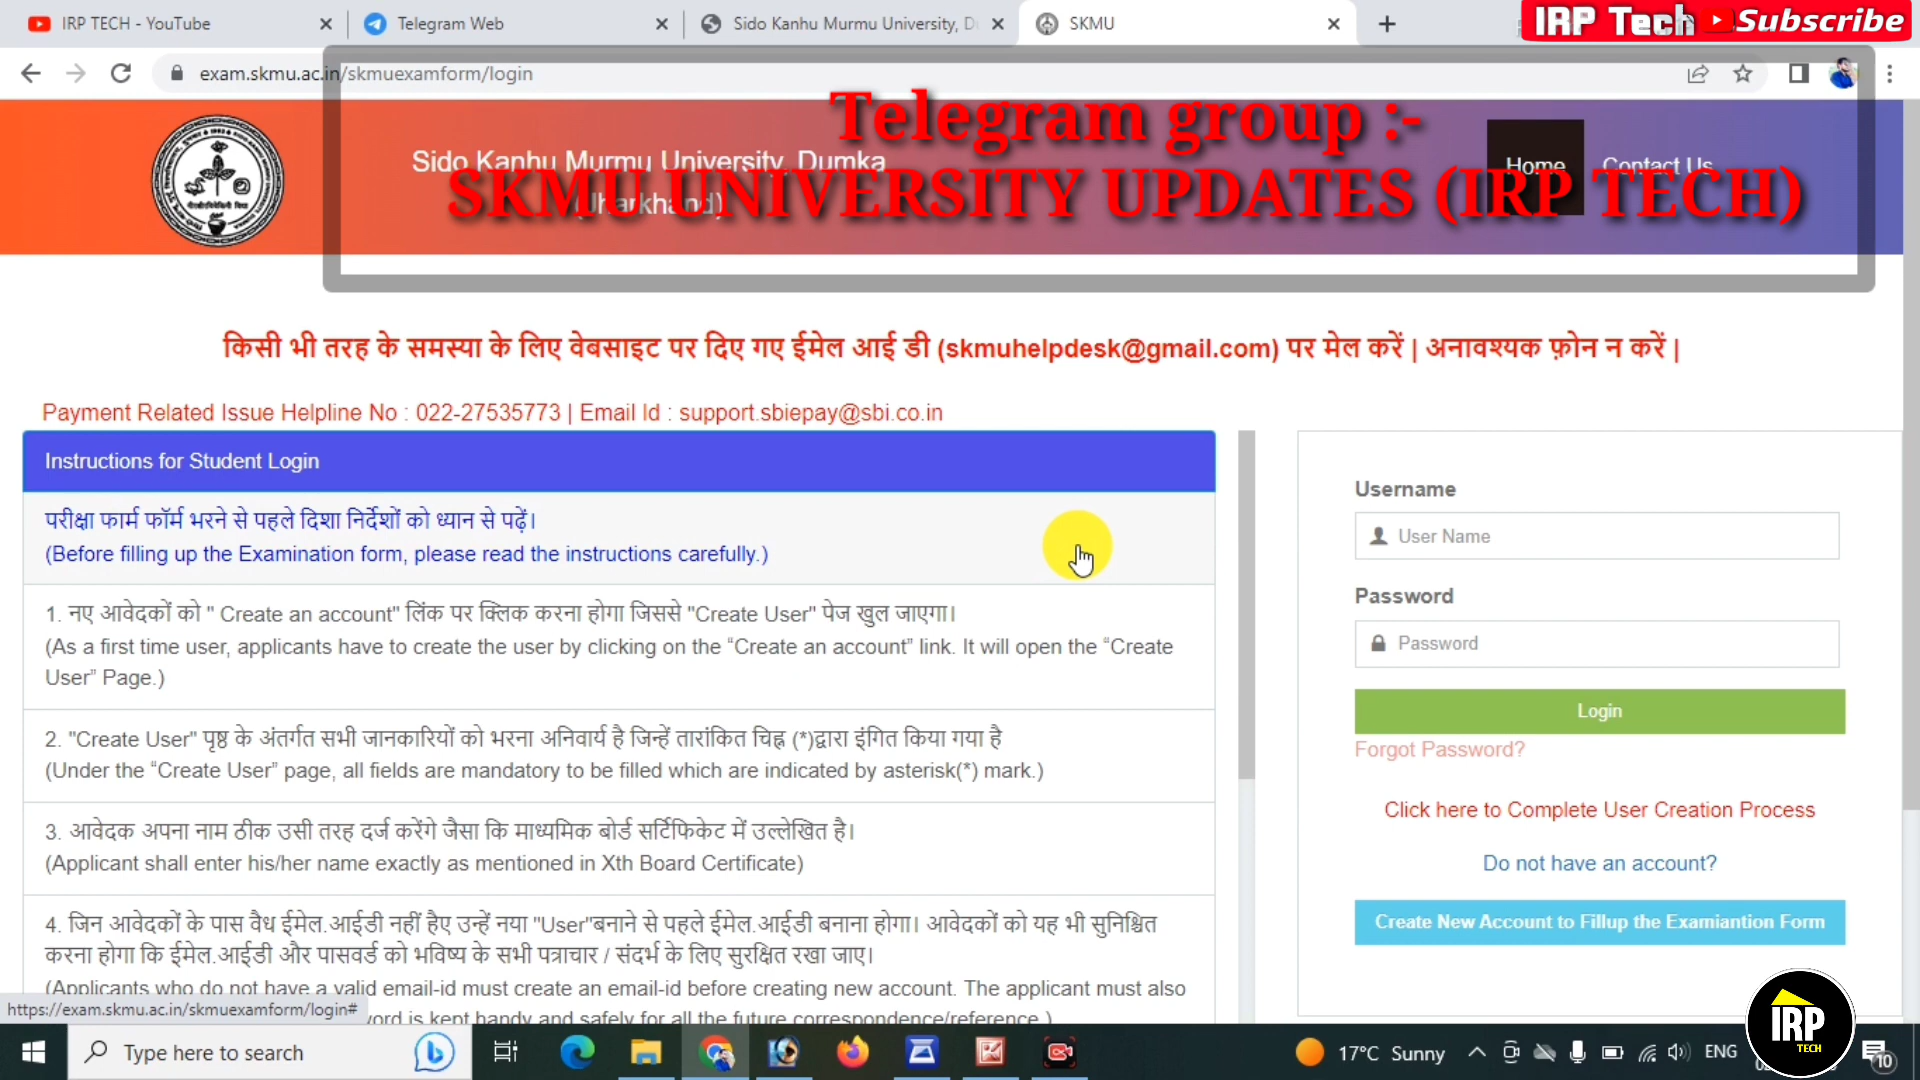 IRP TECH - YouTube
Telegram Web
Sido Kanhu Murmu University, D
SKMU
IRP Tech Subscribe
exam.skmu.ac.in/skmuexamform/login
Telegram group :-
Sido Kanhu Murmu University, Dumka
(Jharkhand)
Home
Contact Us
SKMU UNIVERSITY UPDATES (IRP TECH)
किसी भी तरह के समस्या के लिए वेबसाइट पर दिए गए ईमेल आई डी (skmuhelpdesk@gmail.com) पर मेल करें | अनावश्यक फ़ोन न करें |
Payment Related Issue Helpline No : 022-27535773 | Email Id : support.sbiepay@sbi.co.in
Instructions for Student Login
परीक्षा फार्म फॉर्म भरने से पहले दिशा निर्देशों को ध्यान से पढ़ें।
(Before filling up the Examination form, please read the instructions carefully.)
1. नए आवेदकों को " Create an account" लिंक पर क्लिक करना होगा जिससे "Create User" पेज खुल जाएगा।
(As a first time user, applicants have to create the user by clicking on the “Create an account” link. It will open the “Create
User” Page.)
2. "Create User" पृष्ठ के अंतर्गत सभी जानकारियों को भरना अनिवार्य है जिन्हें तारांकित चिह्न (*)द्वारा इंगित किया गया है
(Under the “Create User” page, all fields are mandatory to be filled which are indicated by asterisk(*) mark.)
3. आवेदक अपना नाम ठीक उसी तरह दर्ज करेंगे जैसा कि माध्यमिक बोर्ड सर्टिफिकेट में उल्लेखित है।
(Applicant shall enter his/her name exactly as mentioned in Xth Board Certificate)
4. जिन आवेदकों के पास वैध ईमेल.आईडी नहीं हैए उन्हें नया "User"बनाने से पहले ईमेल.आईडी बनाना होगा। आवेदकों को यह भी सुनिश्चित
करना होगा कि ईमेल.आईडी और पासवर्ड को भविष्य के सभी पत्राचार / संदर्भ के लिए सुरक्षित रखा जाए।
(Applicants who do not have a valid email-id must create an email-id before creating new account. The applicant must also
word is kept handy and safely for all the future correspondence/reference.)
https://exam.skmu.ac.in/skmuexamform/login#
Username
User Name
Password
Password
Login
Forgot Password?
Click here to Complete User Creation Process
Do not have an account?
Create New Account to Fillup the Examiantion Form
IRP
TECH
Type here to search
17°C Sunny
ENG
10